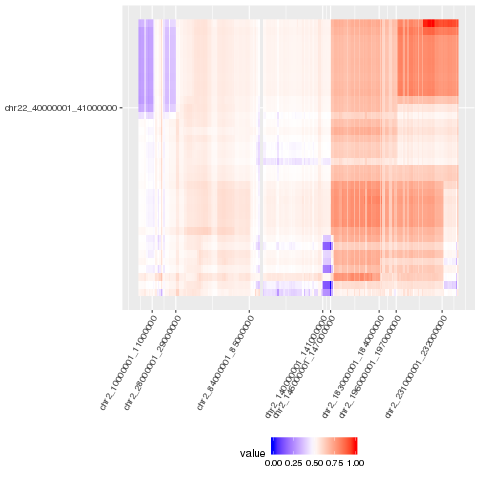 chr22_40000001_41000000
chr2_10000001_11000000
chr2_28000001_29000000
chr2_84000001_85000000
chr2_140000001_141000000
chr2_146000001_147000000
chr2_183000001_184000000
chr2_196000001_197000000
chr2_231000001_232000000
value
0.00 0.25 0.50 0.75 1.00